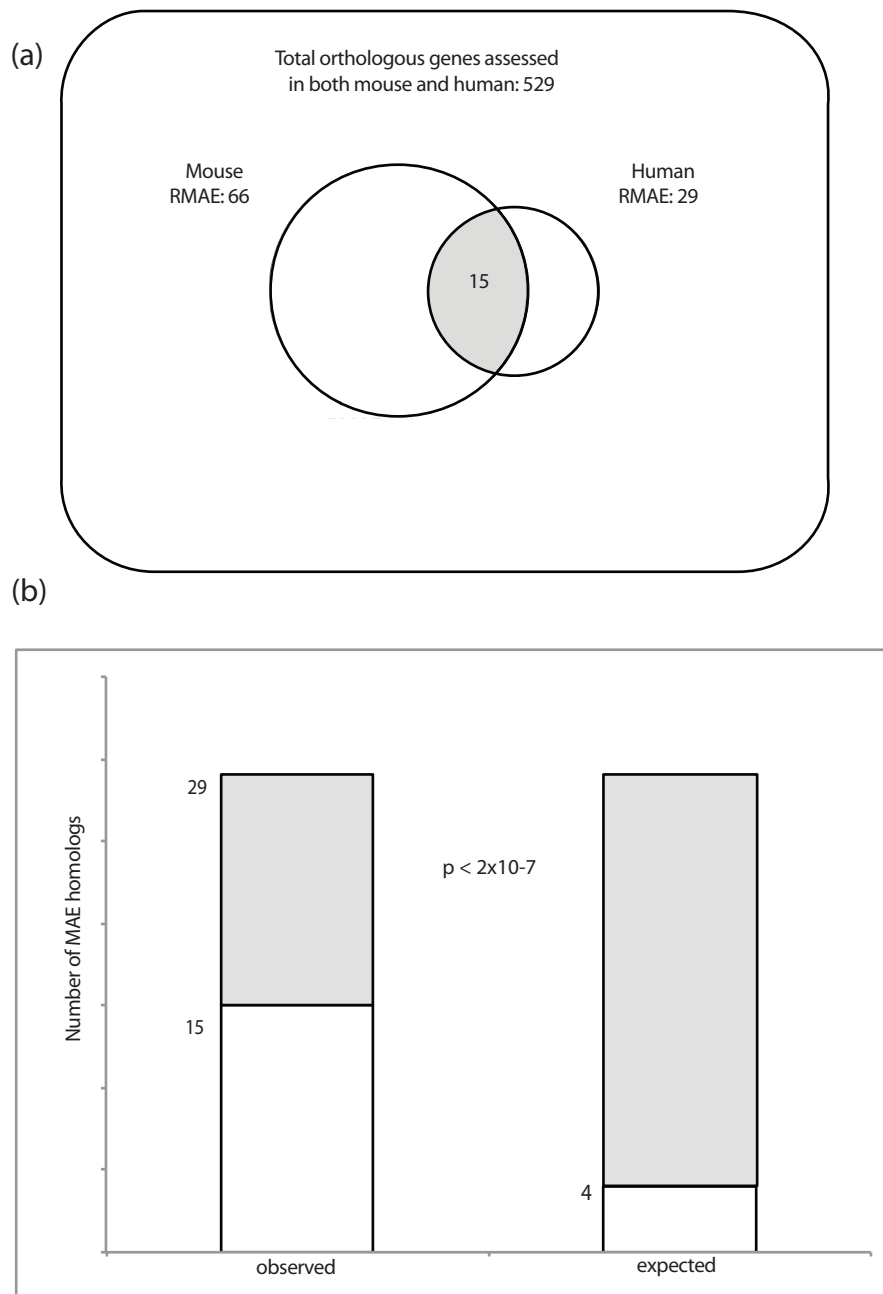 (a)
Total orthologous genes assessed
in both mouse and human: 529
Mouse
RMAE: 66
Human
RMAE: 29
15
(b)
Number of MAE homologs
29
15
p < 2x10-7
4
observed
expected